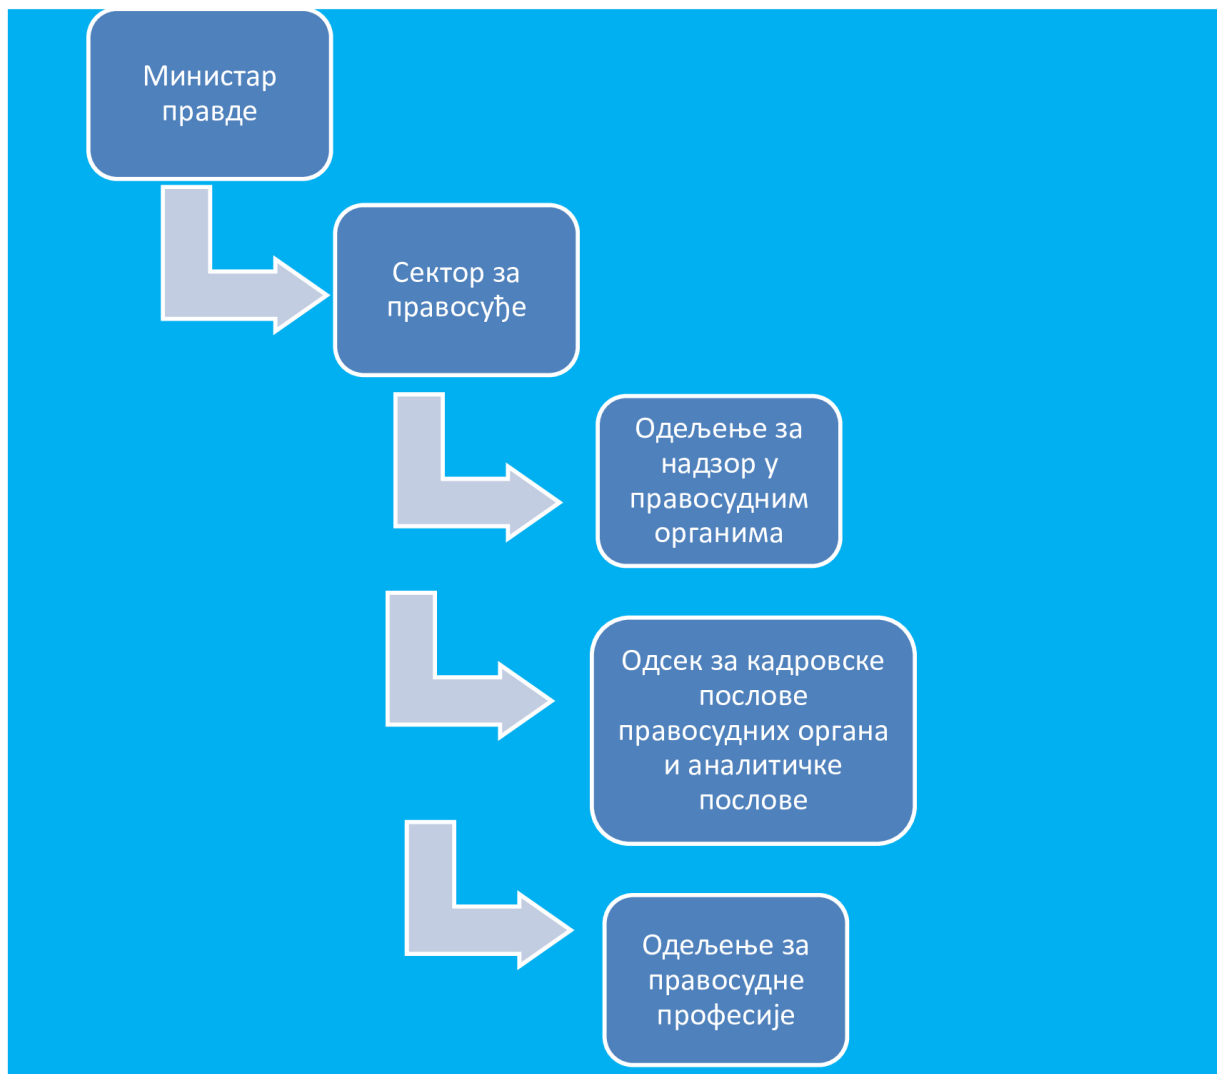 Министар
правде
Сектор за
правосуђе
Одељење за
надзор у
правосудним
органима
Одсек за кадровске
послове
правосудних органа
и аналитичке
послове
Одељење за
правосудне
професије